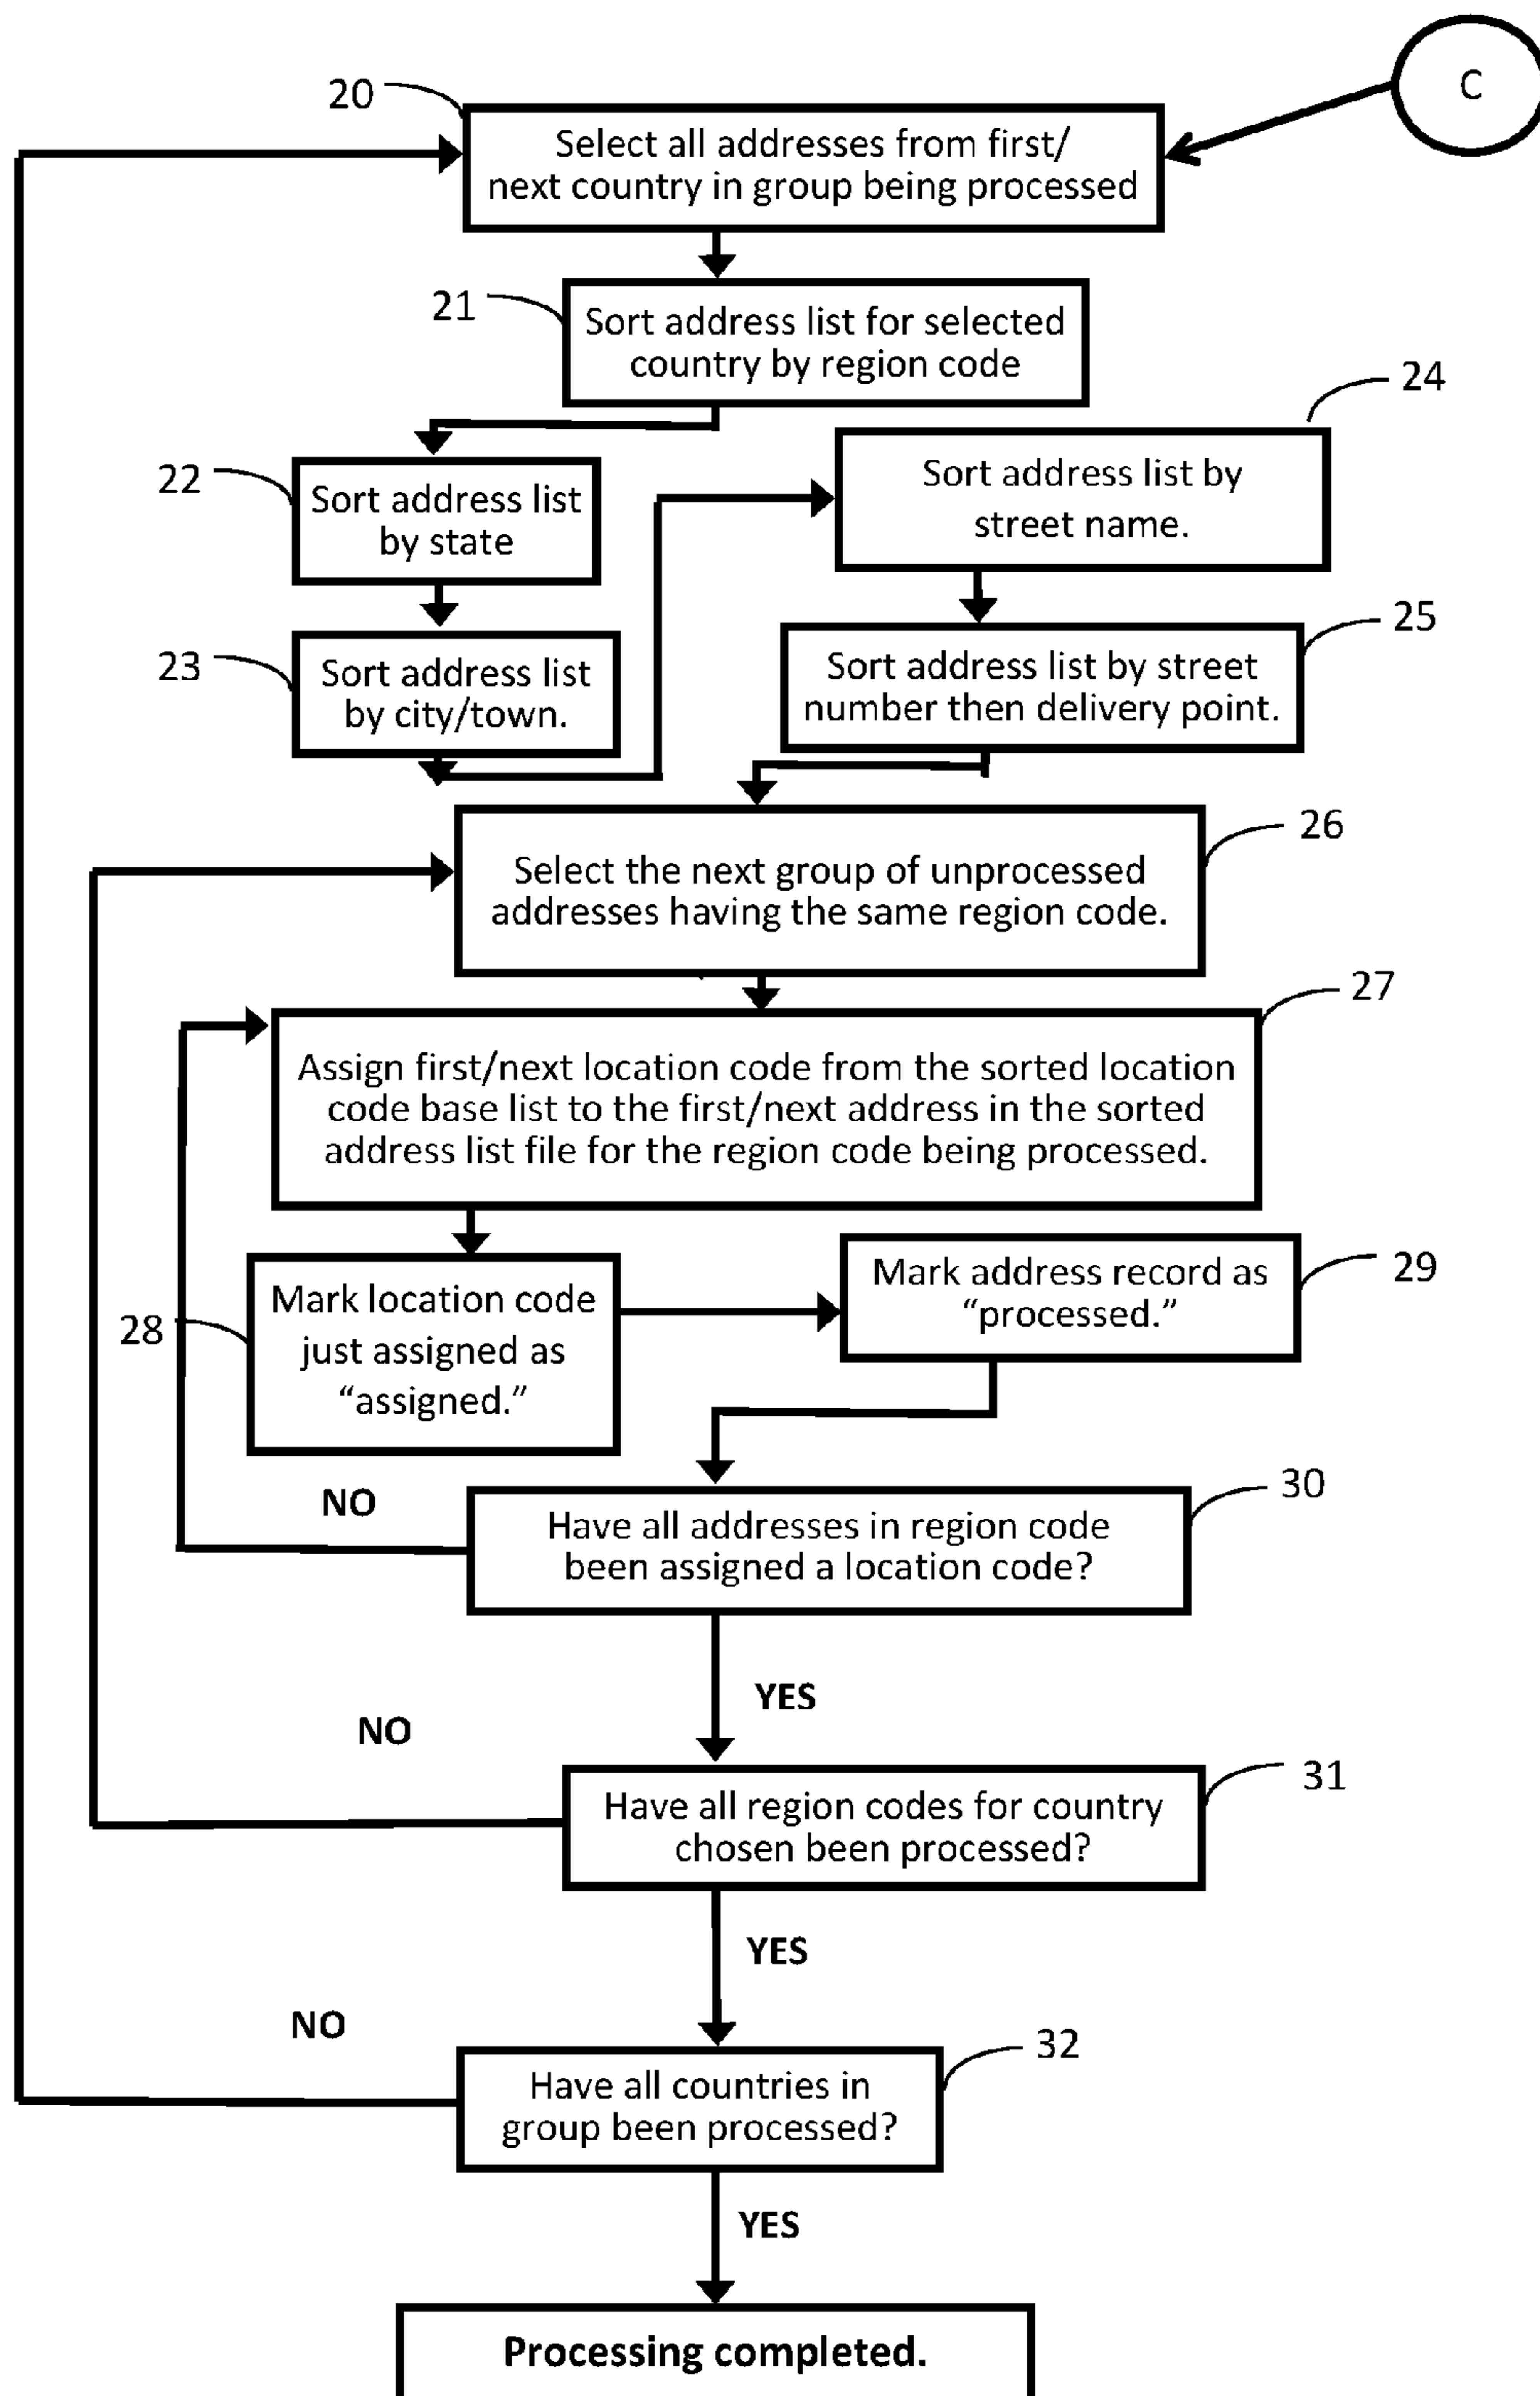 C
20
Select all addresses from first/
next country in group being processed
21
Sort address list for selected
country by region code
22
Sort address list
by state
23
Sort address list
by city/town.
24
Sort address list by
street name.
25
Sort address list by street
number then delivery point.
26
Select the next group of unprocessed
addresses having the same region code.
27
Assign first/next location code from the sorted location
code base list to the first/next address in the sorted
address list file for the region code being processed.
28
Mark location code
just assigned as
“assigned.”
29
Mark address record as
“processed.”
30
Have all addresses in region code
been assigned a location code?
NO
YES
31
Have all region codes for country
chosen been processed?
NO
YES
32
Have all countries in
group been processed?
NO
YES
Processing completed.